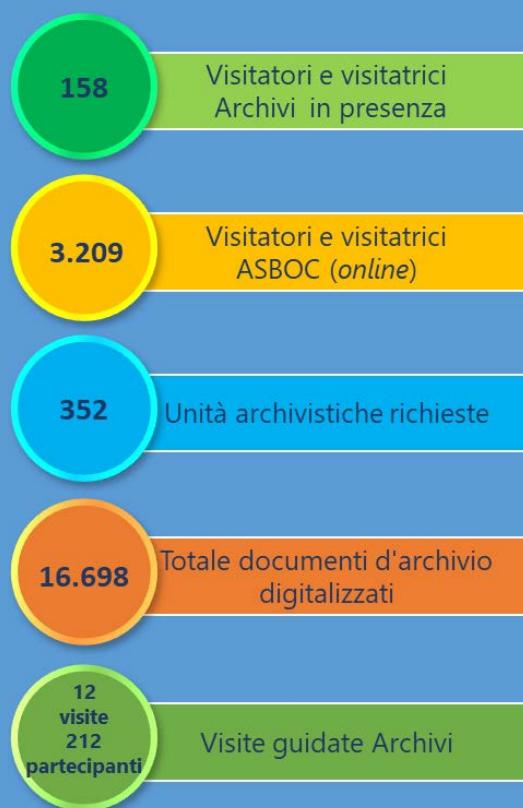 158
Visitatori e visitatrici
Archivi in presenza
3.209
Visitatori e visitatrici
ASBOC (online)
352
Unità archivistiche richieste
16.698
Totale documenti d'archivio
digitalizzati
12
visite
212
partecipanti
Visite guidate Archivi